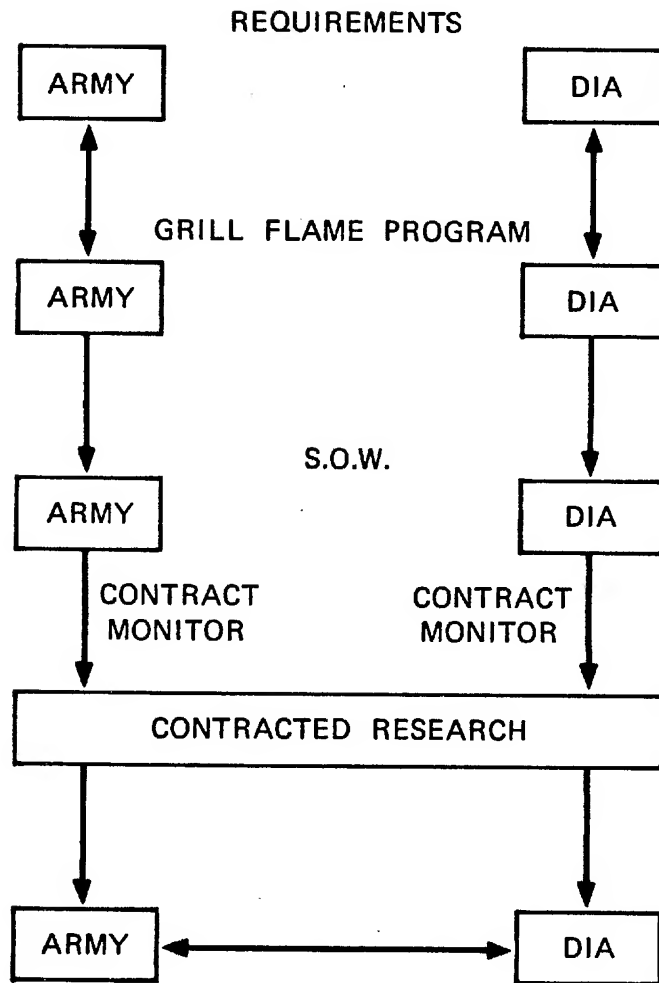 REQUIREMENTS
ARMY
DIA
GRILL FLAME PROGRAM
ARMY
DIA
S.O.W.
ARMY
DIA
CONTRACT
MONITOR
CONTRACT
MONITOR
CONTRACTED RESEARCH
ARMY
DIA